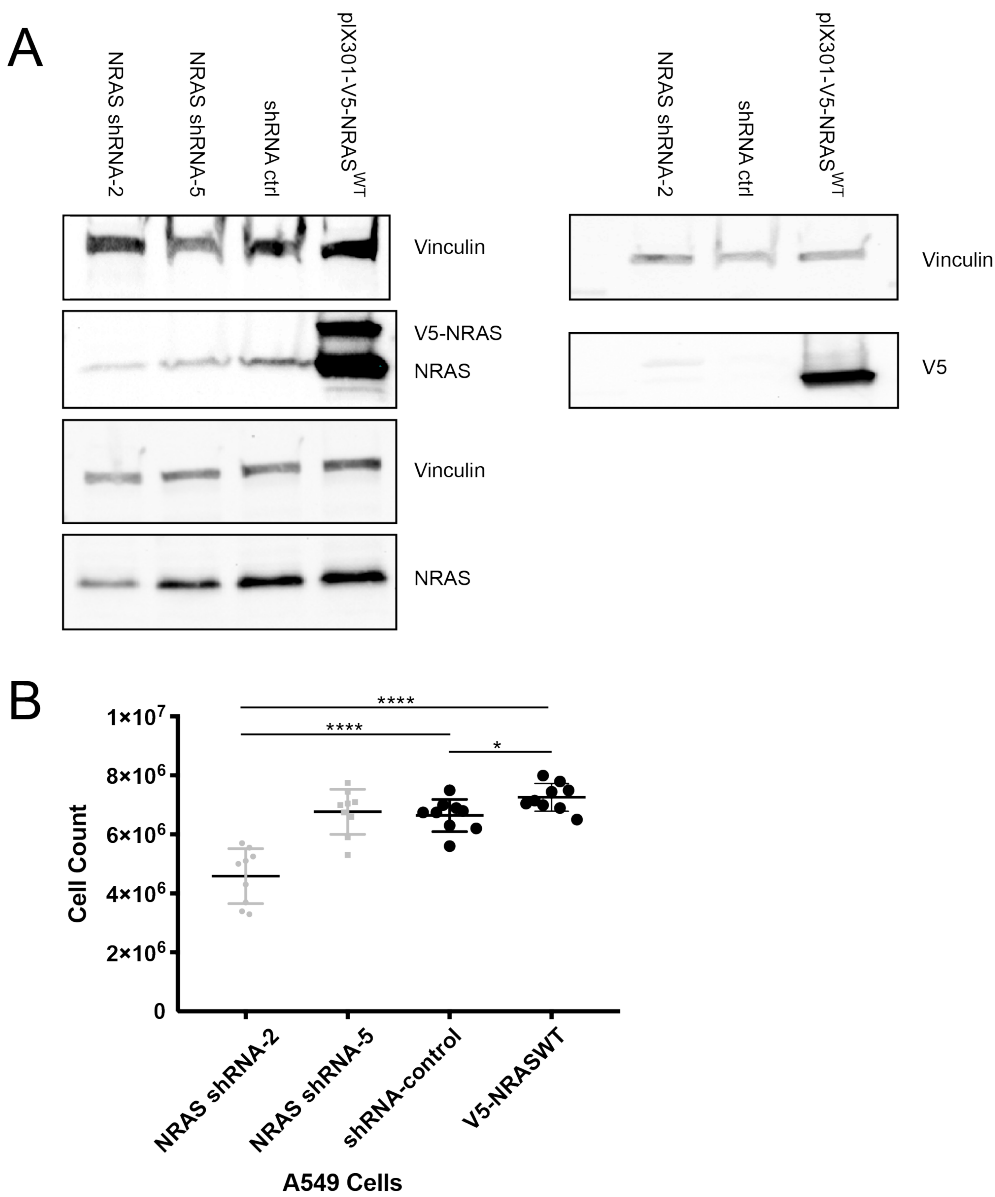 A
NRAS shRNA-2
NRAS shRNA-5
shRNA ctrl
pIX301-V5-NRASWT
Vinculin
V5-NRAS
NRAS
Vinculin
NRAS
NRAS shRNA-2
shRNA ctrl
pIX301-V5-NRASWT
Vinculin
V5
B
****
****
*
1×10⁷
8×10⁶
6×10⁶
4×10⁶
2×10⁶
0
Cell Count
NRAS shRNA-2
NRAS shRNA-5
shRNA-control
V5-NRASWT
A549 Cells